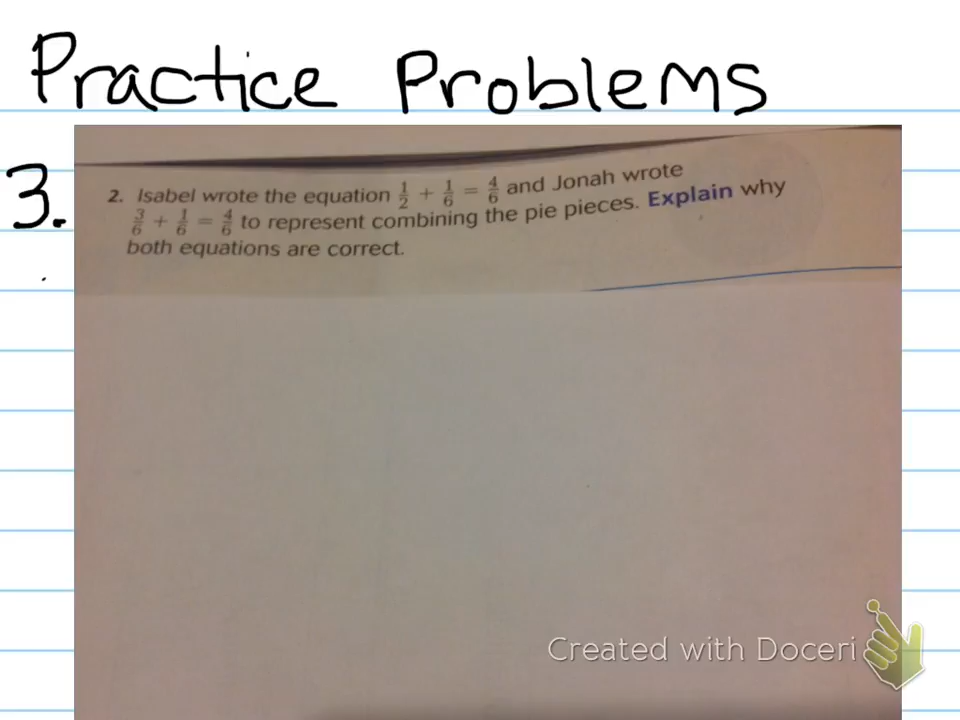 Practice Problems
3.
2. Isabel wrote the equation 1/2 + 1/6 = 4/6 and Jonah wrote
3/6 + 1/6 = 4/6 to represent combining the pie pieces. Explain why
both equations are correct.
Created with Doceri